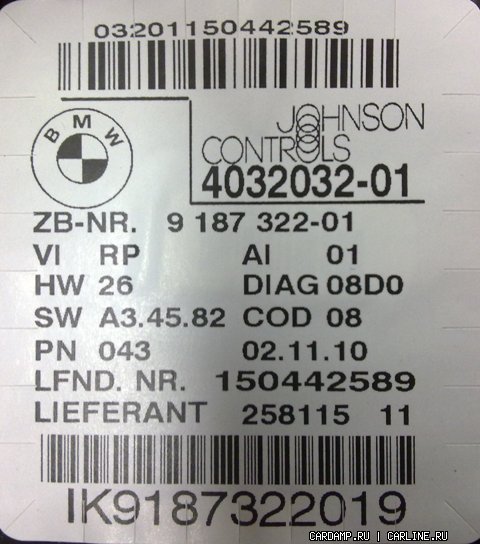 03201150442589
BMW
JOHNSON
CONTROLS
4032032-01
ZB-NR. 9 187 322-01
VI RP AI 01
HW 26 DIAG 08D0
SW A3.45.82 COD 08
PN 043 02.11.10
LFND. NR. 150442589
LIEFERANT 258115 11
IK9187322019
CARDAMP.RU | CARLINE.RU